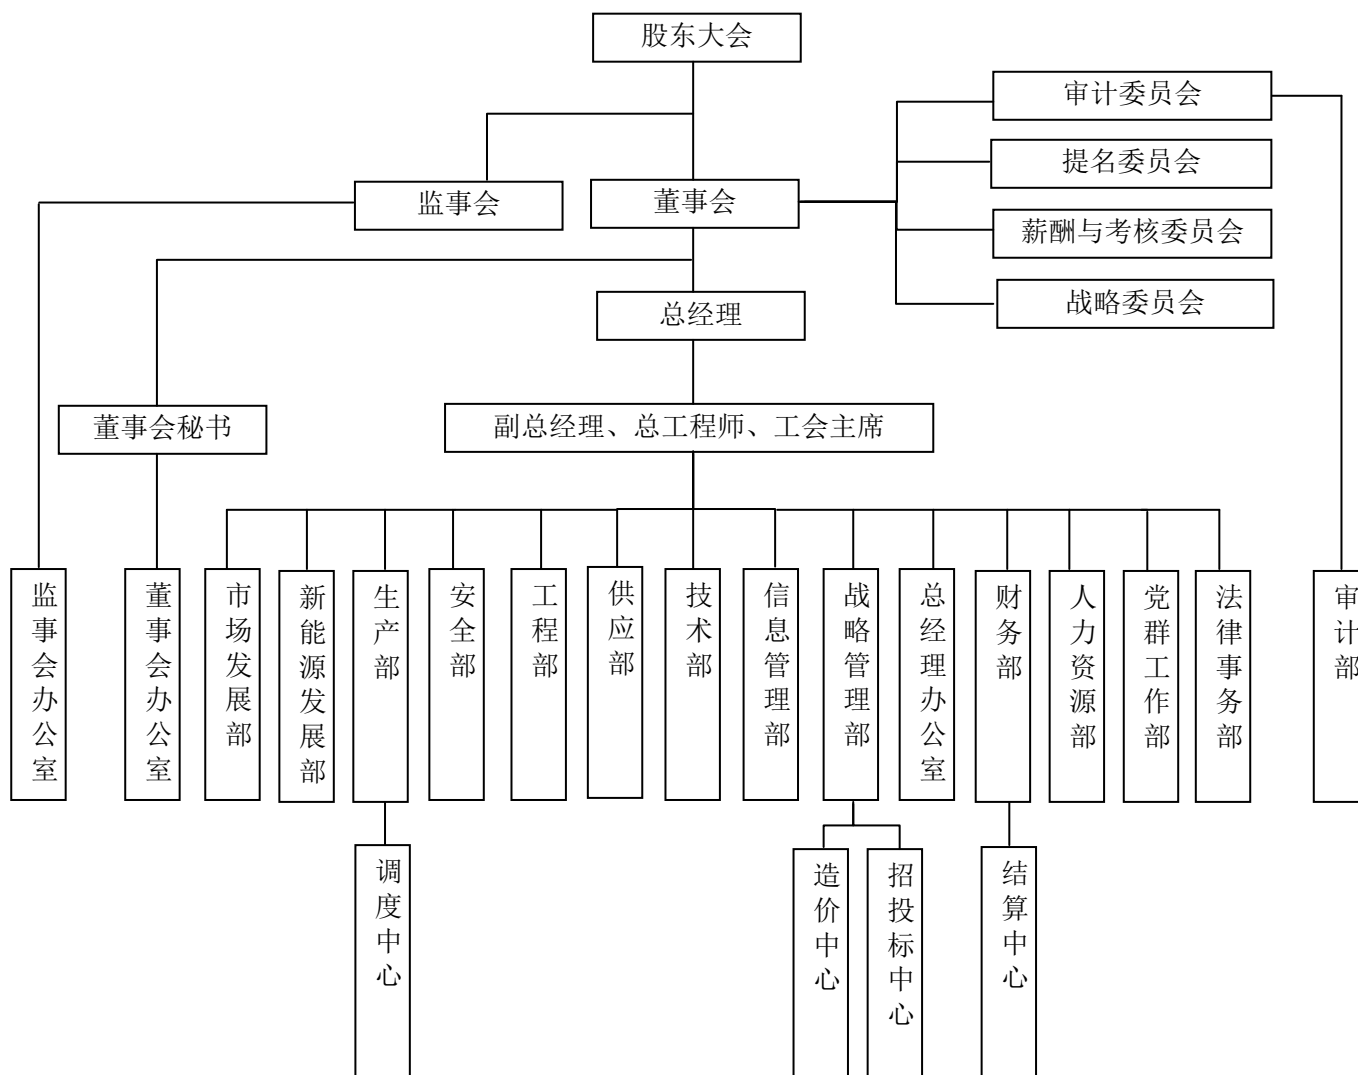 股东大会
审计委员会
提名委员会
监事会
董事会
薪酬与考核委员会
总经理
战略委员会
董事会秘书
副总经理、总工程师、工会主席
监事会办公室
董事会办公室
市场发展部
新能源发展部
生产部
安全部
工程部
供应部
技术部
信息管理部
战略管理部
总经理办公室
财务部
人力资源部
党群工作部
法律事务部
审计部
调度中心
造价中心
招投标中心
结算中心